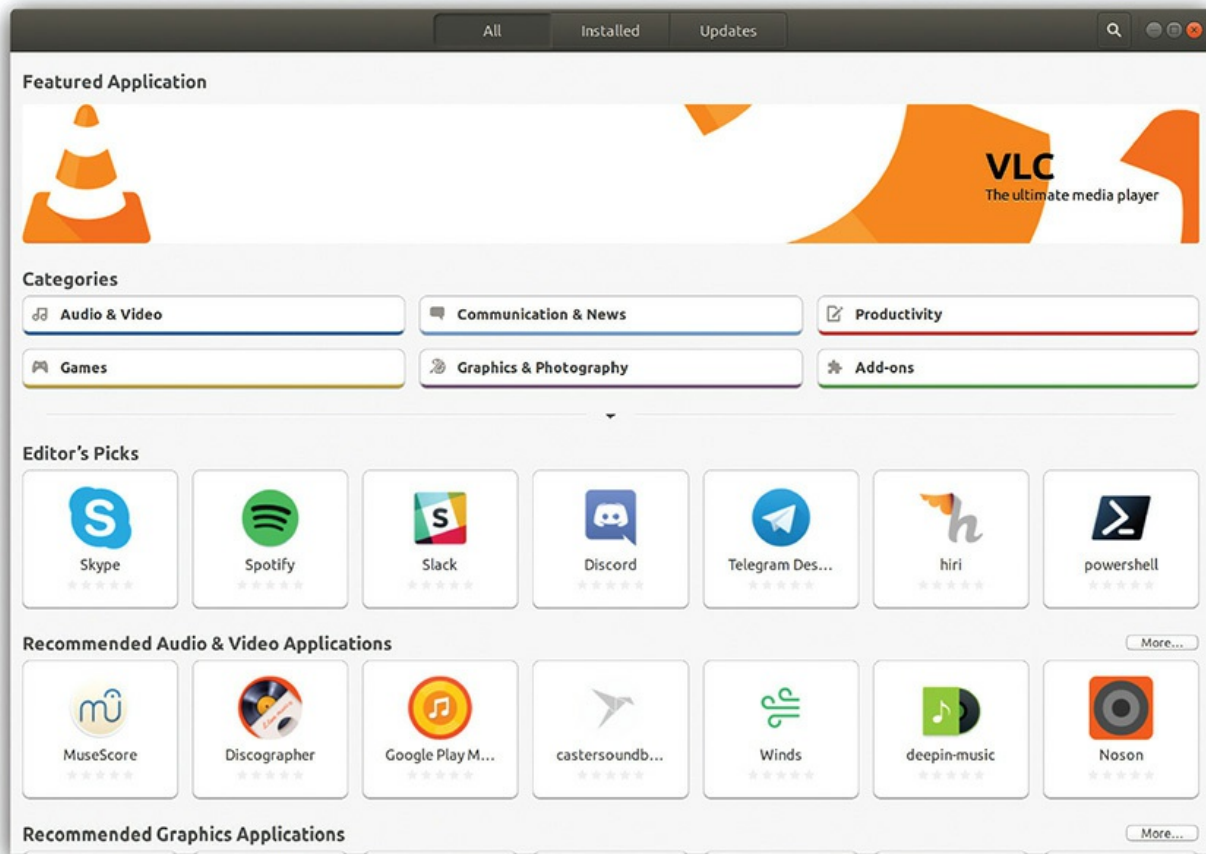 All Installed Updates
Featured Application
VLC
The ultimate media player
Categories
Audio & Video Communication & News Productivity
Games Graphics & Photography Add-ons
Editor's Picks
S S h
Skype Spotify Slack Discord Telegram Des... hiri powershell
Recommended Audio & Video Applications More...
mü
MuseScore Discographer Google Play M... castersoundb... Winds deepin-music Noson
Recommended Graphics Applications More...